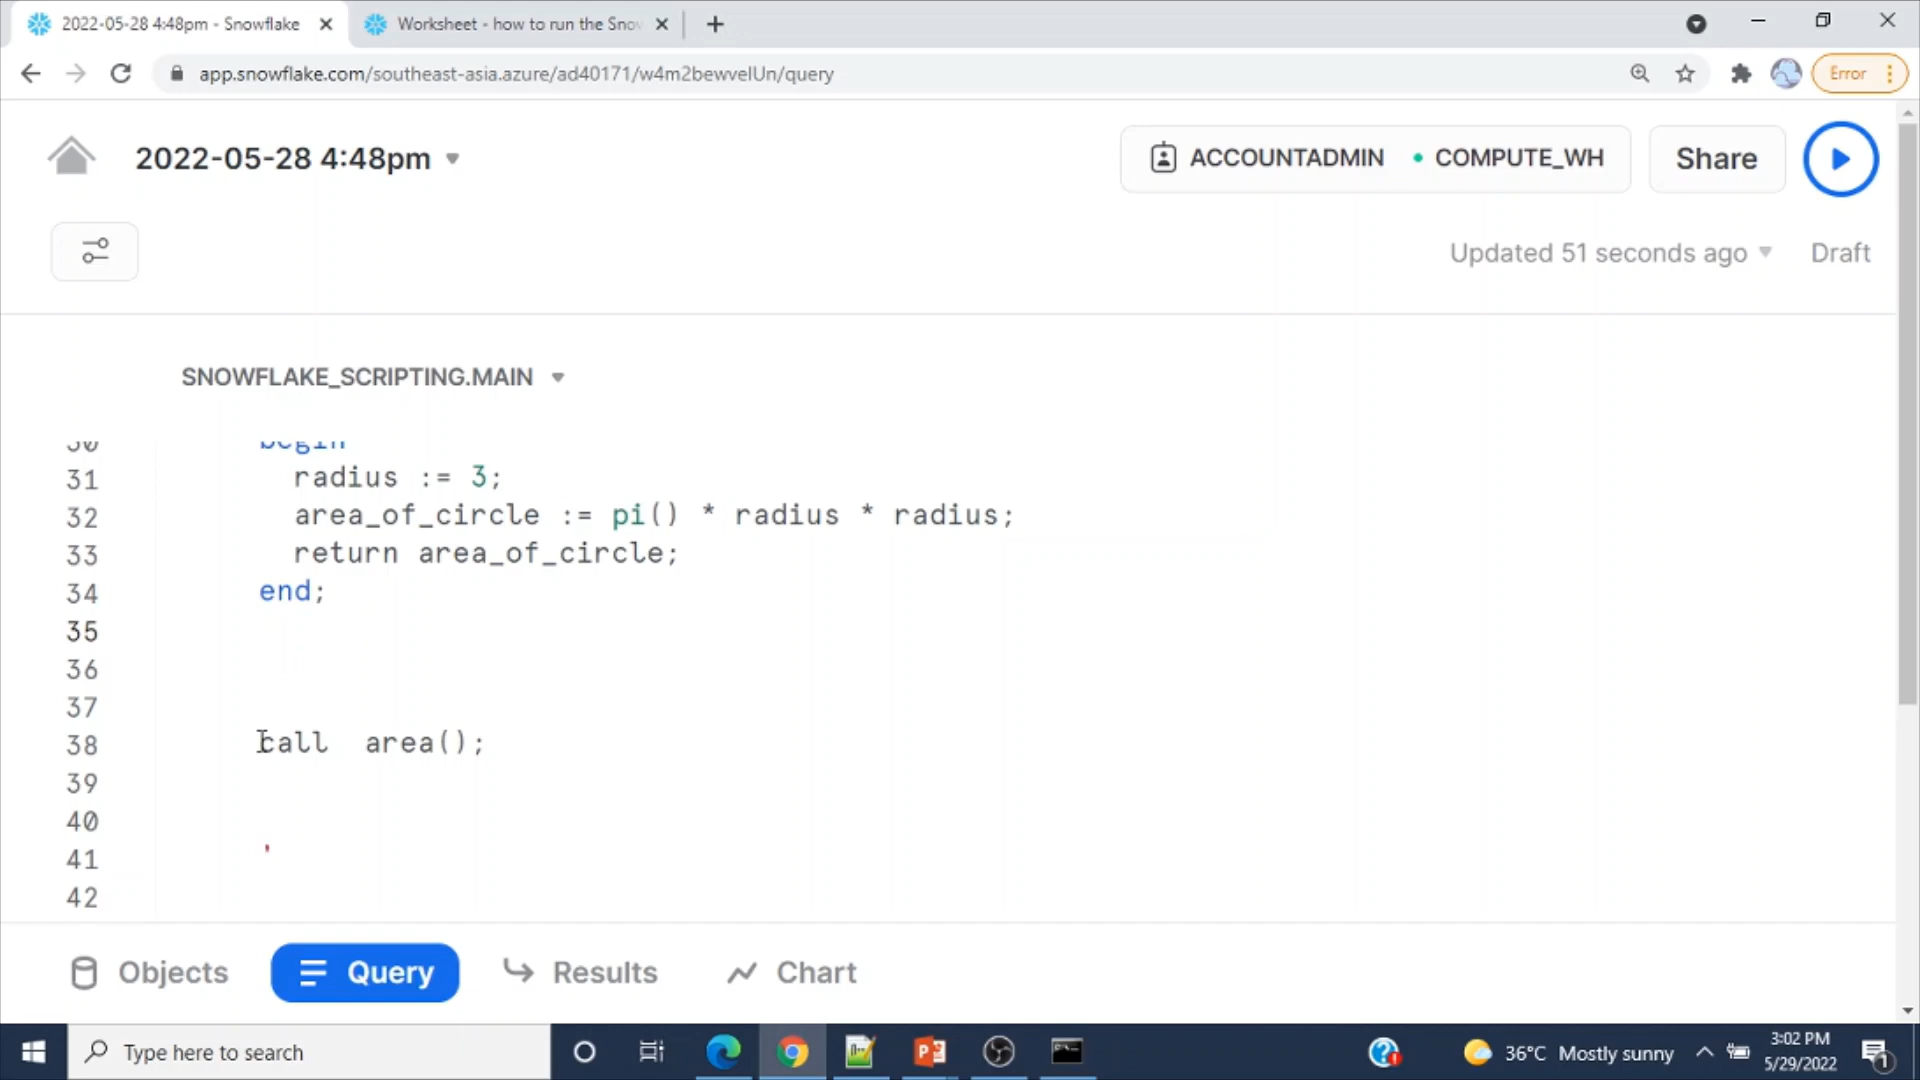 2022-05-28 4:48pm - Snowflake
Worksheet - how to run the Snov
app.snowflake.com/southeast-asia.azure/ad40171/w4m2bewvelUn/query
Error
2022-05-28 4:48pm
ACCOUNTADMIN
COMPUTE_WH
Share
Updated 51 seconds ago
Draft
SNOWFLAKE_SCRIPTING.MAIN
30 begin
31 radius := 3;
32 area_of_circle := pi() * radius * radius;
33 return area_of_circle;
34 end;
35
36
37
38 call area();
39
40
41 '
42
Objects
Query
Results
Chart
Type here to search
36°C Mostly sunny
3:02 PM
5/29/2022
1